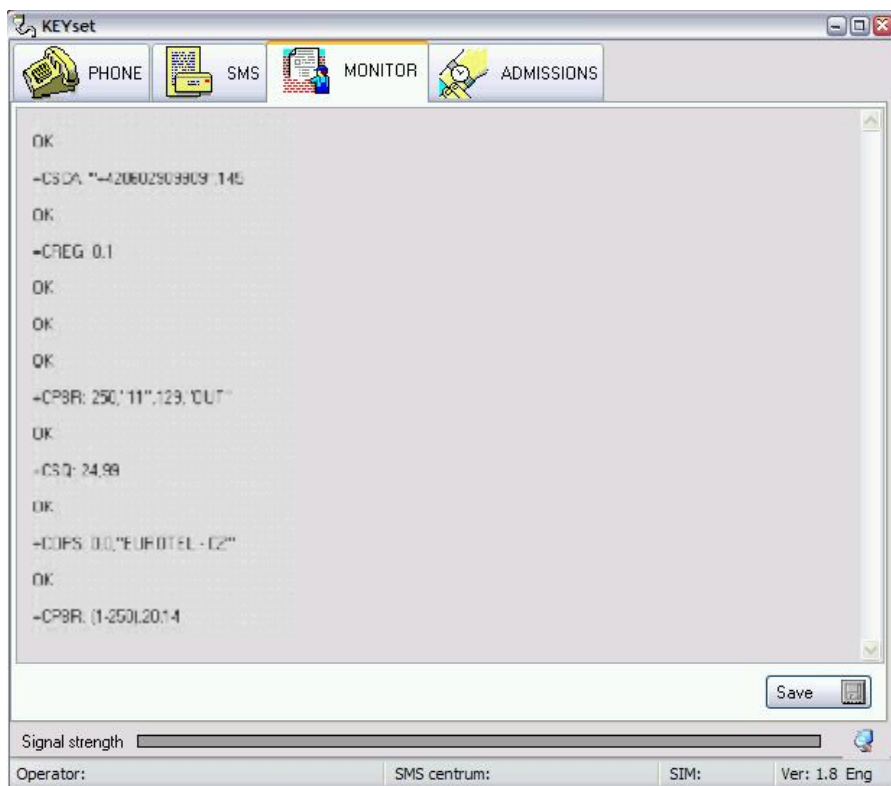 KEYset
PHONE
SMS
MONITOR
ADMISSIONS
OK
+CSCA: "+420602909909",145
OK
+CREG: 0,1
OK
OK
OK
+CPBR: 250,"11",129,"OUT"
OK
+CSQ: 24,99
OK
+COPS: 0,0,"EUROTEL - CZ"
OK
+CPBR: (1-250),20,14
Save
Signal strength
Operator:
SMS centrum:
SIM:
Ver: 1.8 Eng